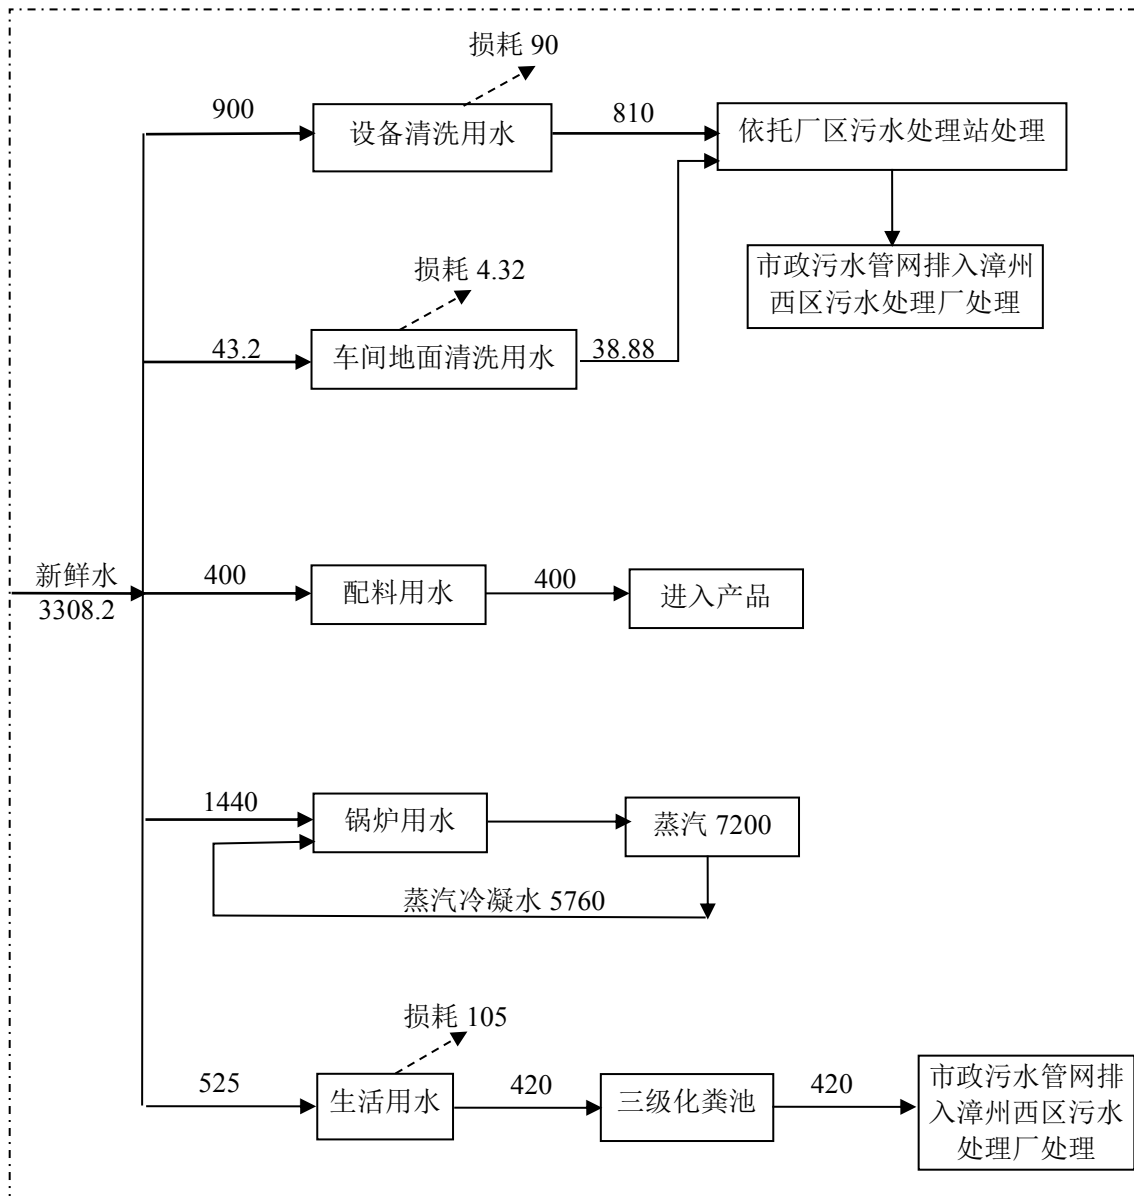 损耗 90
900
设备清洗用水
810
依托厂区污水处理站处理
市政污水管网排入漳州
西区污水处理厂处理
损耗 4.32
43.2
车间地面清洗用水
38.88
新鲜水
3308.2
400
配料用水
400
进入产品
1440
锅炉用水
蒸汽 7200
蒸汽冷凝水 5760
损耗 105
525
生活用水
420
三级化粪池
420
市政污水管网排
入漳州西区污水
处理厂处理